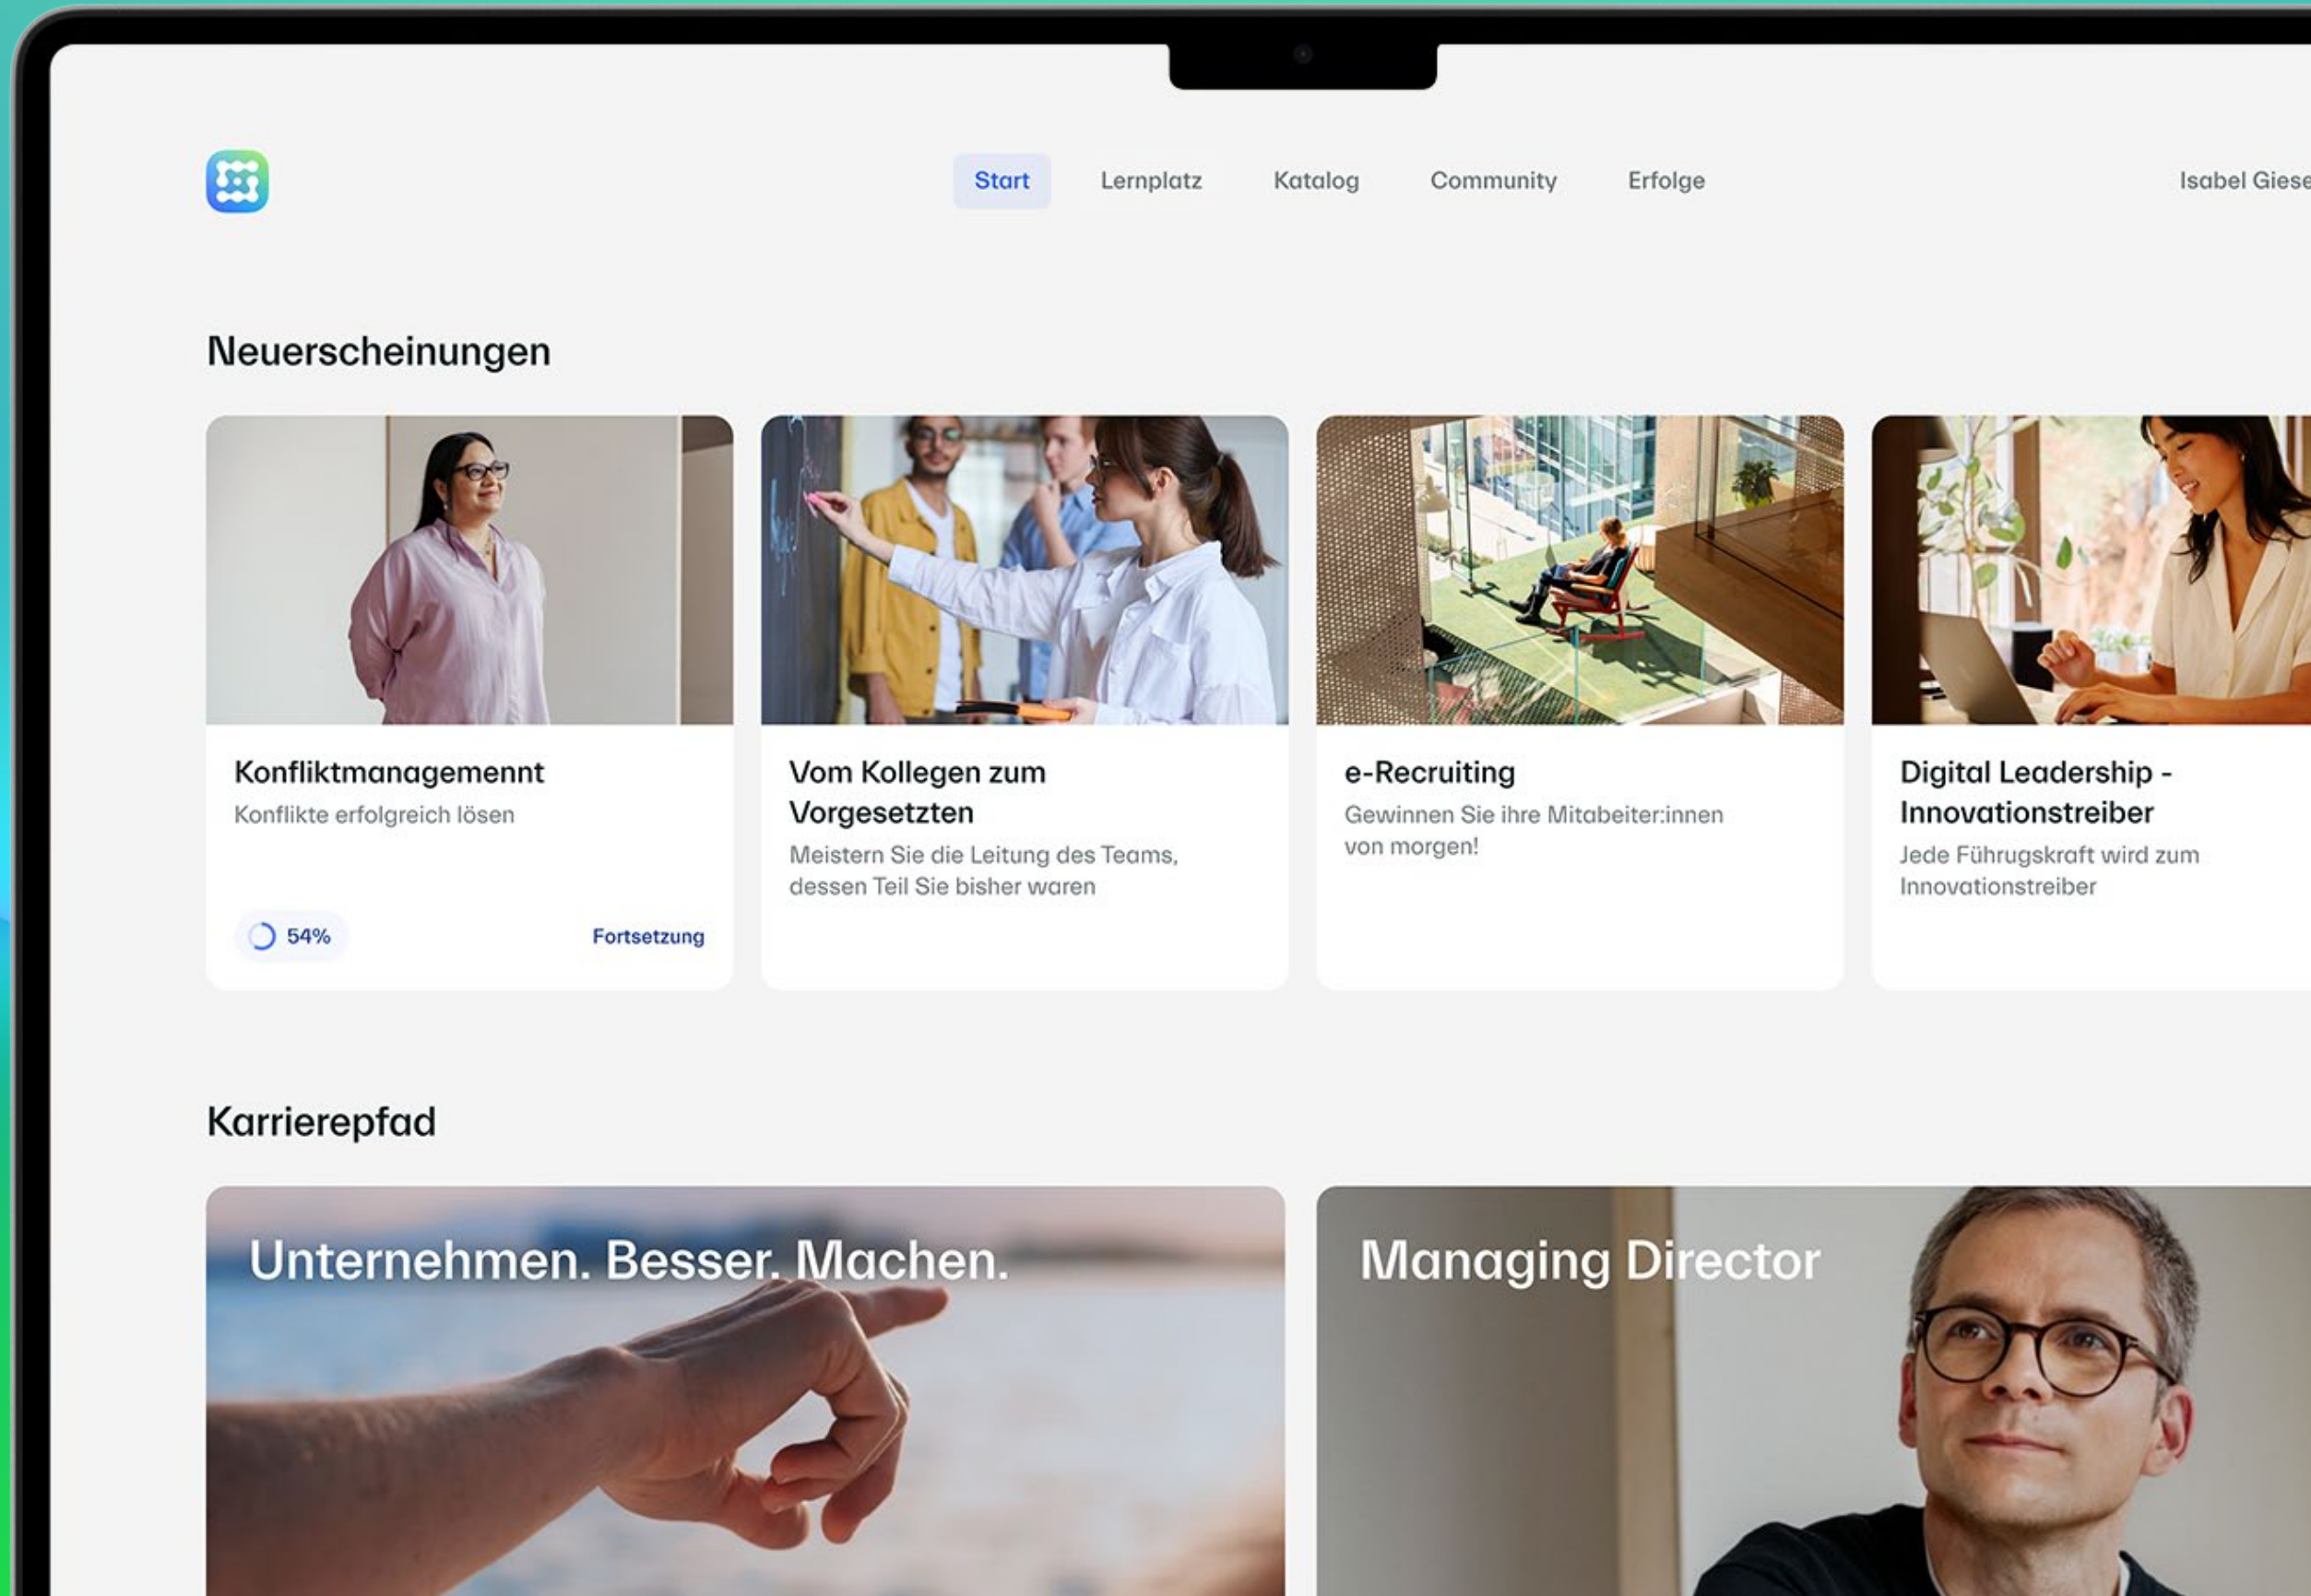 Start
Lernplatz
Katalog
Community
Erfolge
Isabel Giese
Neuerscheinungen
Konfliktmanagemennt
Konflikte erfolgreich lösen
54%
Fortsetzung
Vom Kollegen zum
Vorgesetzten
Meistern Sie die Leitung des Teams,
dessen Teil Sie bisher waren
e-Recruiting
Gewinnen Sie ihre Mitabeiter:innen
von morgen!
Digital Leadership -
Innovationstreiber
Jede Führugskraft wird zum
Innovationstreiber
Karrierepfad
Unternehmen. Besser. Machen.
Managing Director